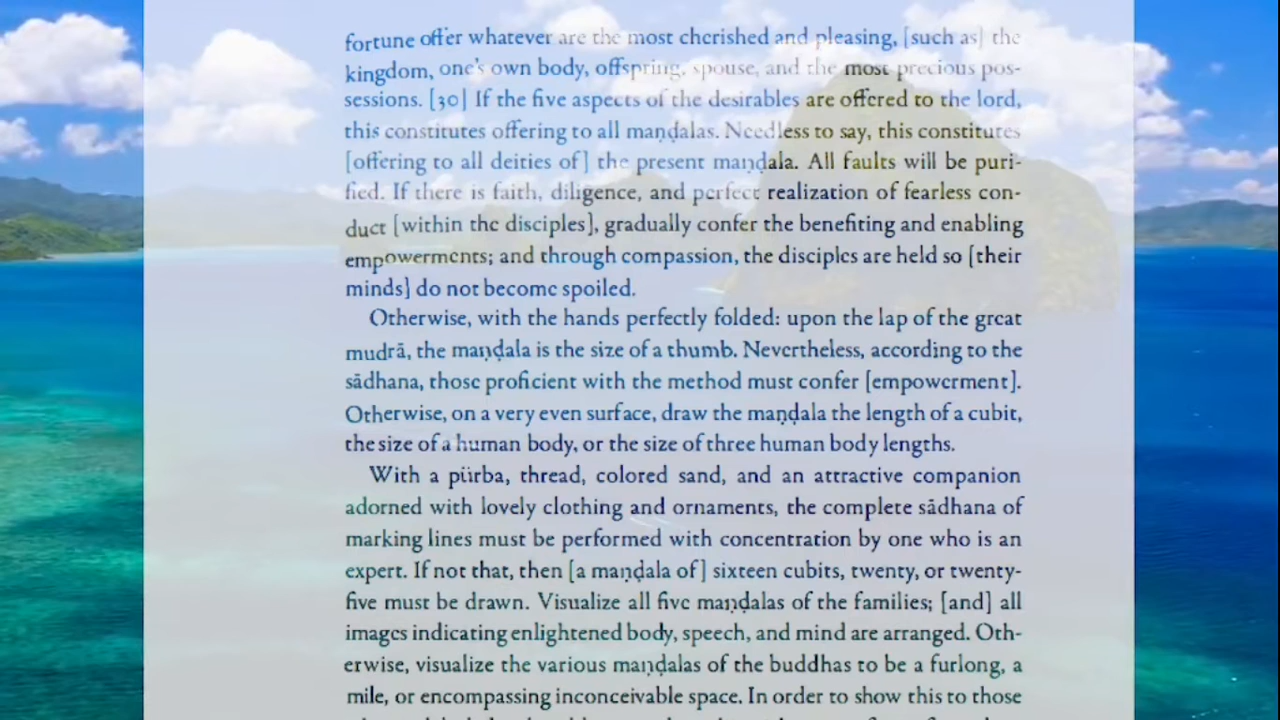 fortune offer whatever are the most cherished and pleasing, [such as] the
kingdom, one's own body, offspring, spouse, and the most precious pos-
sessions. [30] If the five aspects of the desirables are offered to the lord,
this constitutes offering to all maṇḍalas. Needless to say, this constitutes
[offering to all deities of] the present maṇḍala. All faults will be puri-
fied. If there is faith, diligence, and perfect realization of fearless con-
duct [within the disciples], gradually confer the benefiting and enabling
empowerments; and through compassion, the disciples are held so [their
minds] do not become spoiled.
Otherwise, with the hands perfectly folded: upon the lap of the great
mudrā, the maṇḍala is the size of a thumb. Nevertheless, according to the
sādhana, those proficient with the method must confer [empowerment].
Otherwise, on a very even surface, draw the maṇḍala the length of a cubit,
the size of a human body, or the size of three human body lengths.
With a pürba, thread, colored sand, and an attractive companion
adorned with lovely clothing and ornaments, the complete sādhana of
marking lines must be performed with concentration by one who is an
expert. If not that, then [a maṇḍala of] sixteen cubits, twenty, or twenty-
five must be drawn. Visualize all five maṇḍalas of the families; [and] all
images indicating enlightened body, speech, and mind are arranged. Oth-
erwise, visualize the various maṇḍalas of the buddhas to be a furlong, a
mile, or encompassing inconceivable space. In order to show this to those